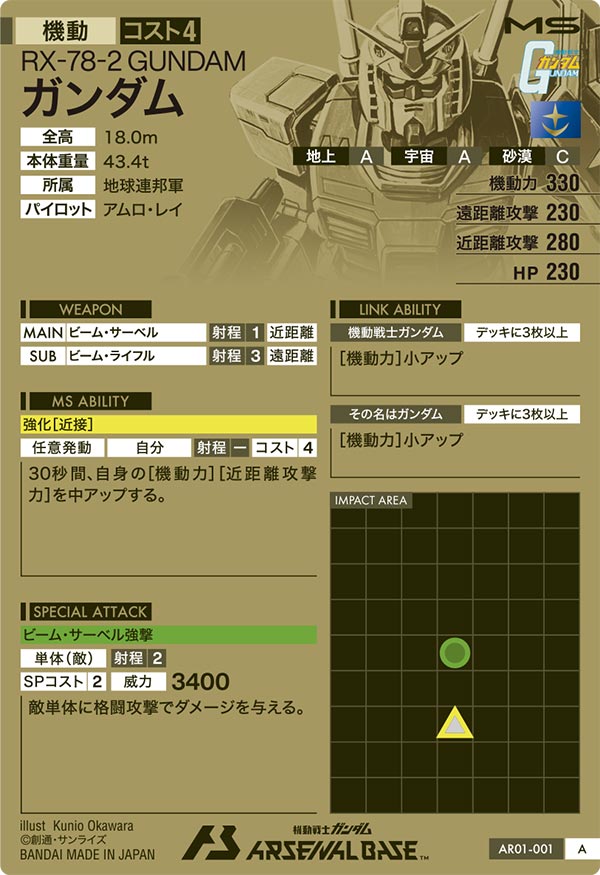 機動 コスト4
MS
RX-78-2 GUNDAM
ガンダム
機動戦士
ガンダム
GUNDAM
全高 18.0m
本体重量 43.4t
所属 地球連邦軍
パイロット アムロ・レイ
地上 A 宇宙 A 砂漠 C
機動力 330
遠距離攻撃 230
近距離攻撃 280
HP 230
WEAPON
MAIN ビーム・サーベル 射程 1 近距離
SUB ビーム・ライフル 射程 3 遠距離
MS ABILITY
強化[近接]
任意発動 自分 射程 ー コスト 4
30秒間、自身の[機動力][近距離攻撃
力]を中アップする。
SPECIAL ATTACK
ビーム・サーベル強撃
単体(敵) 射程 2
SPコスト 2 威力 3400
敵単体に格闘攻撃でダメージを与える。
LINK ABILITY
機動戦士ガンダム デッキに3枚以上
[機動力]小アップ
その名はガンダム デッキに3枚以上
[機動力]小アップ
IMPACT AREA
illust Kunio Okawara
©創通・サンライズ
BANDAI MADE IN JAPAN
機動戦士ガンダム
AB ARSENAL BASE™
AR01-001 A